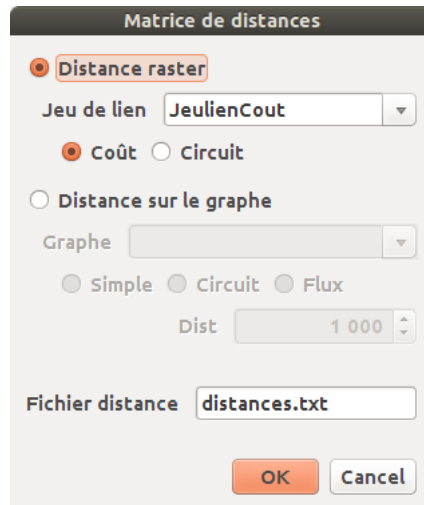 Matrice de distances
Distance raster
Jeu de lien JeulienCout
Coût Circuit
Distance sur le graphe
Graphe
Simple Circuit Flux
Dist 1 000
Fichier distance distances.txt
OK Cancel